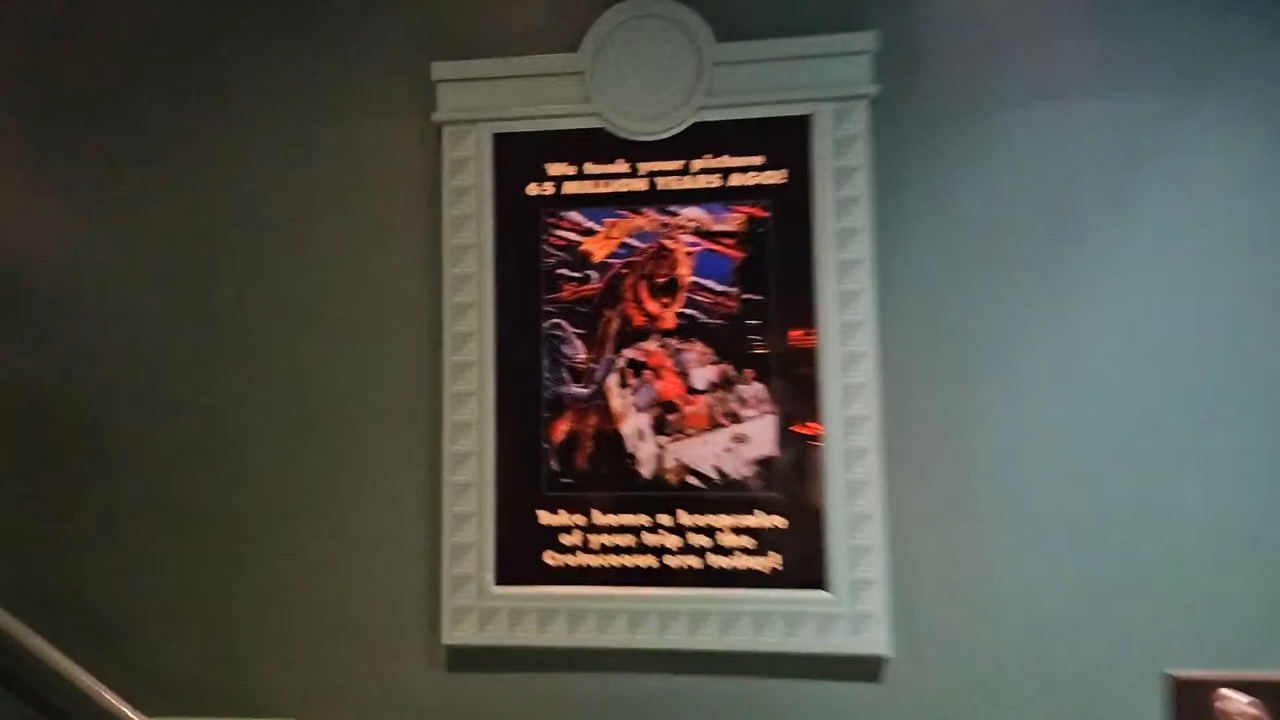 We took your picture
65 MILLION YEARS AGO!
Take home a keepsake
of your trip to the
Cretaceous era today!